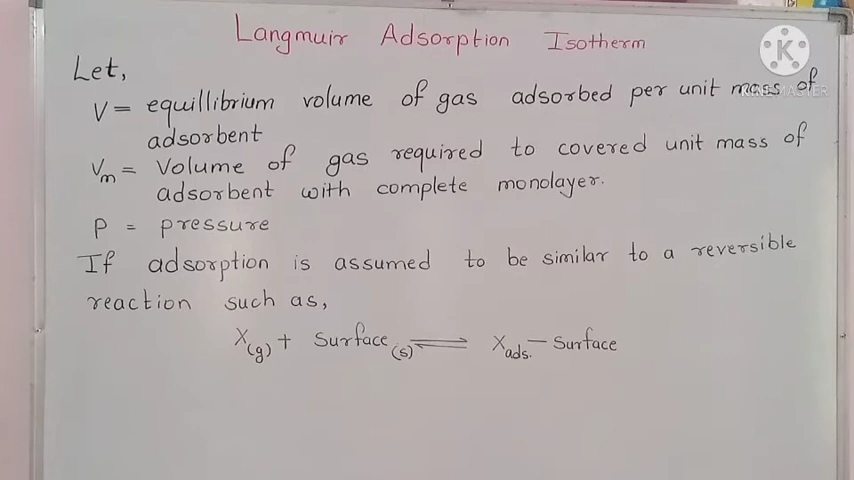 Langmuir Adsorption Isotherm
Let,
V = equillibrium volume of gas adsorbed per unit mass of
adsorbent
Vm = Volume of gas required to covered unit mass of
adsorbent with complete monolayer.
P = pressure
If adsorption is assumed to be similar to a reversible
reaction such as,
X(g) + Surface(s) ⇌ Xads. — Surface
K
KINEMASTER